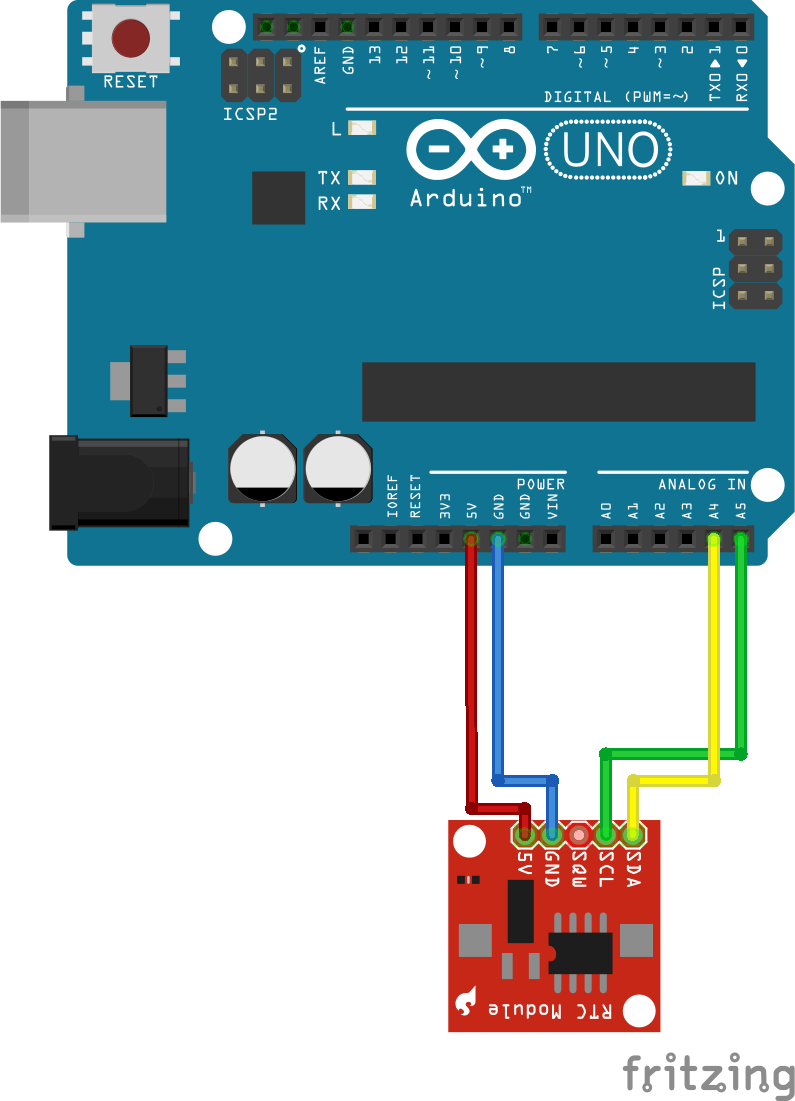 RESET
ICSP2
AREF
GND
13
12
~11
~10
~9
8
7
~6
~5
4
~3
2
TX0▶1
RX0◀0
DIGITAL (PWM=~)
L
TX
RX
Arduino™
UNO
ON
1
ICSP
IOREF
RESET
3V3
5V
GND
GND
VIN
POWER
A0
A1
A2
A3
A4
A5
ANALOG IN
5V
GND
SQW
SCL
SDA
RTC Module
fritzing